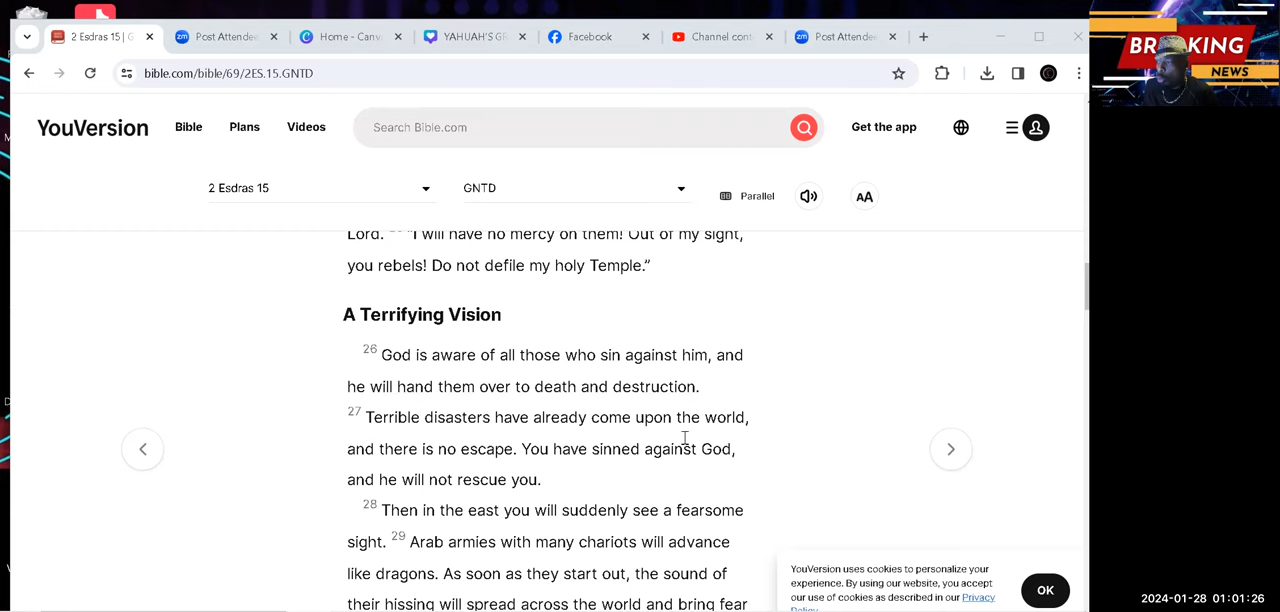 2 Esdras 15 | G
Post Attende
Home - Canv
YAHUAH'S GR
Facebook
Channel cont
Post Attende
bible.com/bible/69/2ES.15.GNTD
BREAKING
NEWS
YouVersion
Bible
Plans
Videos
Search Bible.com
Get the app
2 Esdras 15
GNTD
Parallel
AA
Lord. "I will have no mercy on them! Out of my sight,
you rebels! Do not defile my holy Temple.”
A Terrifying Vision
26 God is aware of all those who sin against him, and
he will hand them over to death and destruction.
27 Terrible disasters have already come upon the world,
and there is no escape. You have sinned against God,
and he will not rescue you.
28 Then in the east you will suddenly see a fearsome
sight. 29 Arab armies with many chariots will advance
like dragons. As soon as they start out, the sound of
their hissing will spread across the world and bring fear
YouVersion uses cookies to personalize your
experience. By using our website, you accept
our use of cookies as described in our Privacy
Policy.
OK
2024-01-28 01:01:26